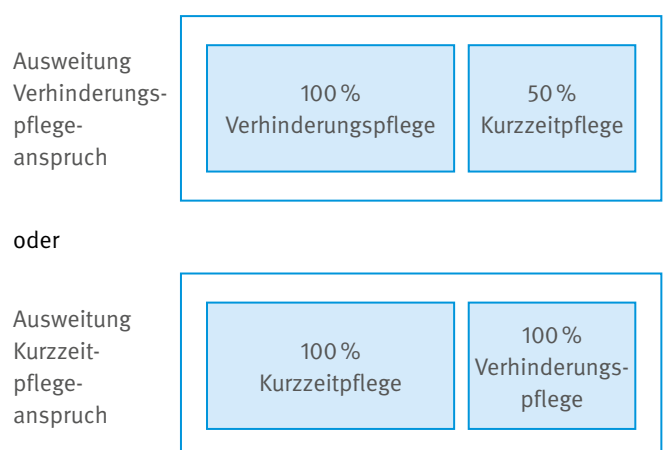 Ausweitung
Verhinderungs-
pflege-
anspruch
100 %
Verhinderungspflege
50 %
Kurzzeitpflege
oder
Ausweitung
Kurzzeit-
pflege-
anspruch
100 %
Kurzzeitpflege
100 %
Verhinderungs-
pflege